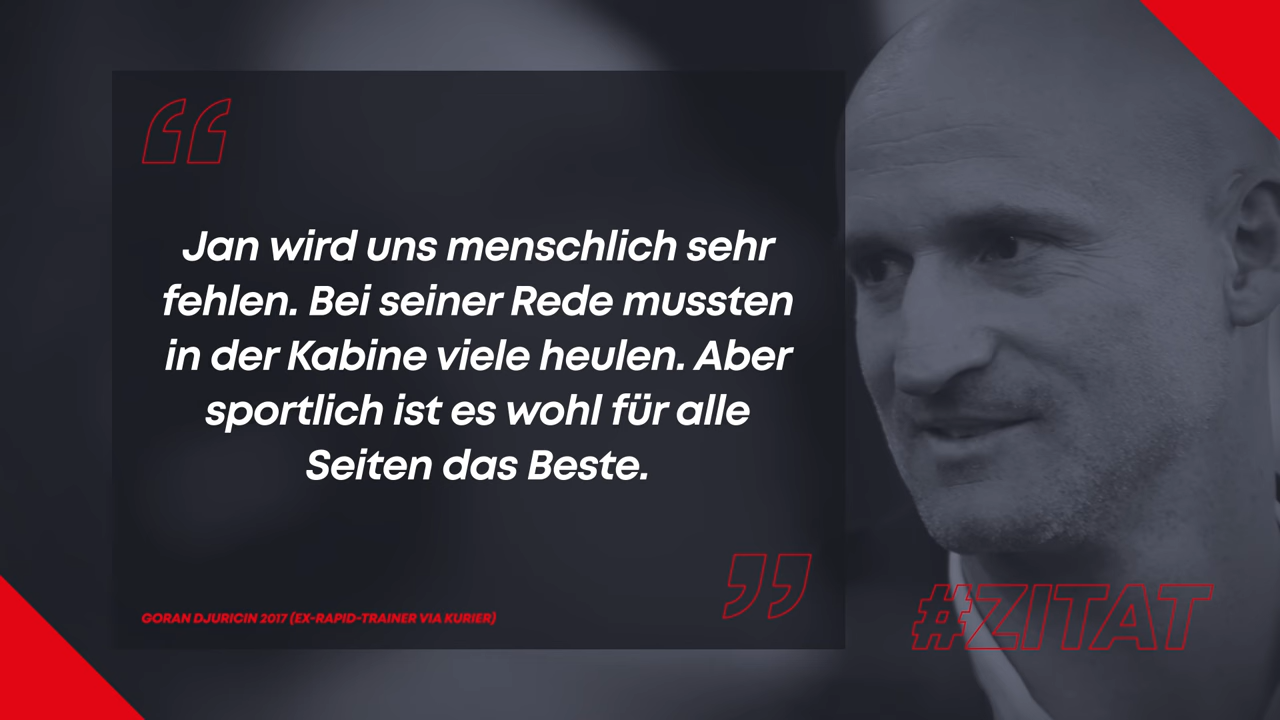 “
Jan wird uns menschlich sehr
fehlen. Bei seiner Rede mussten
in der Kabine viele heulen. Aber
sportlich ist es wohl für alle
Seiten das Beste.
”
GORAN DJURICIN 2017 (EX-RAPID-TRAINER VIA KURIER)
#ZITAT